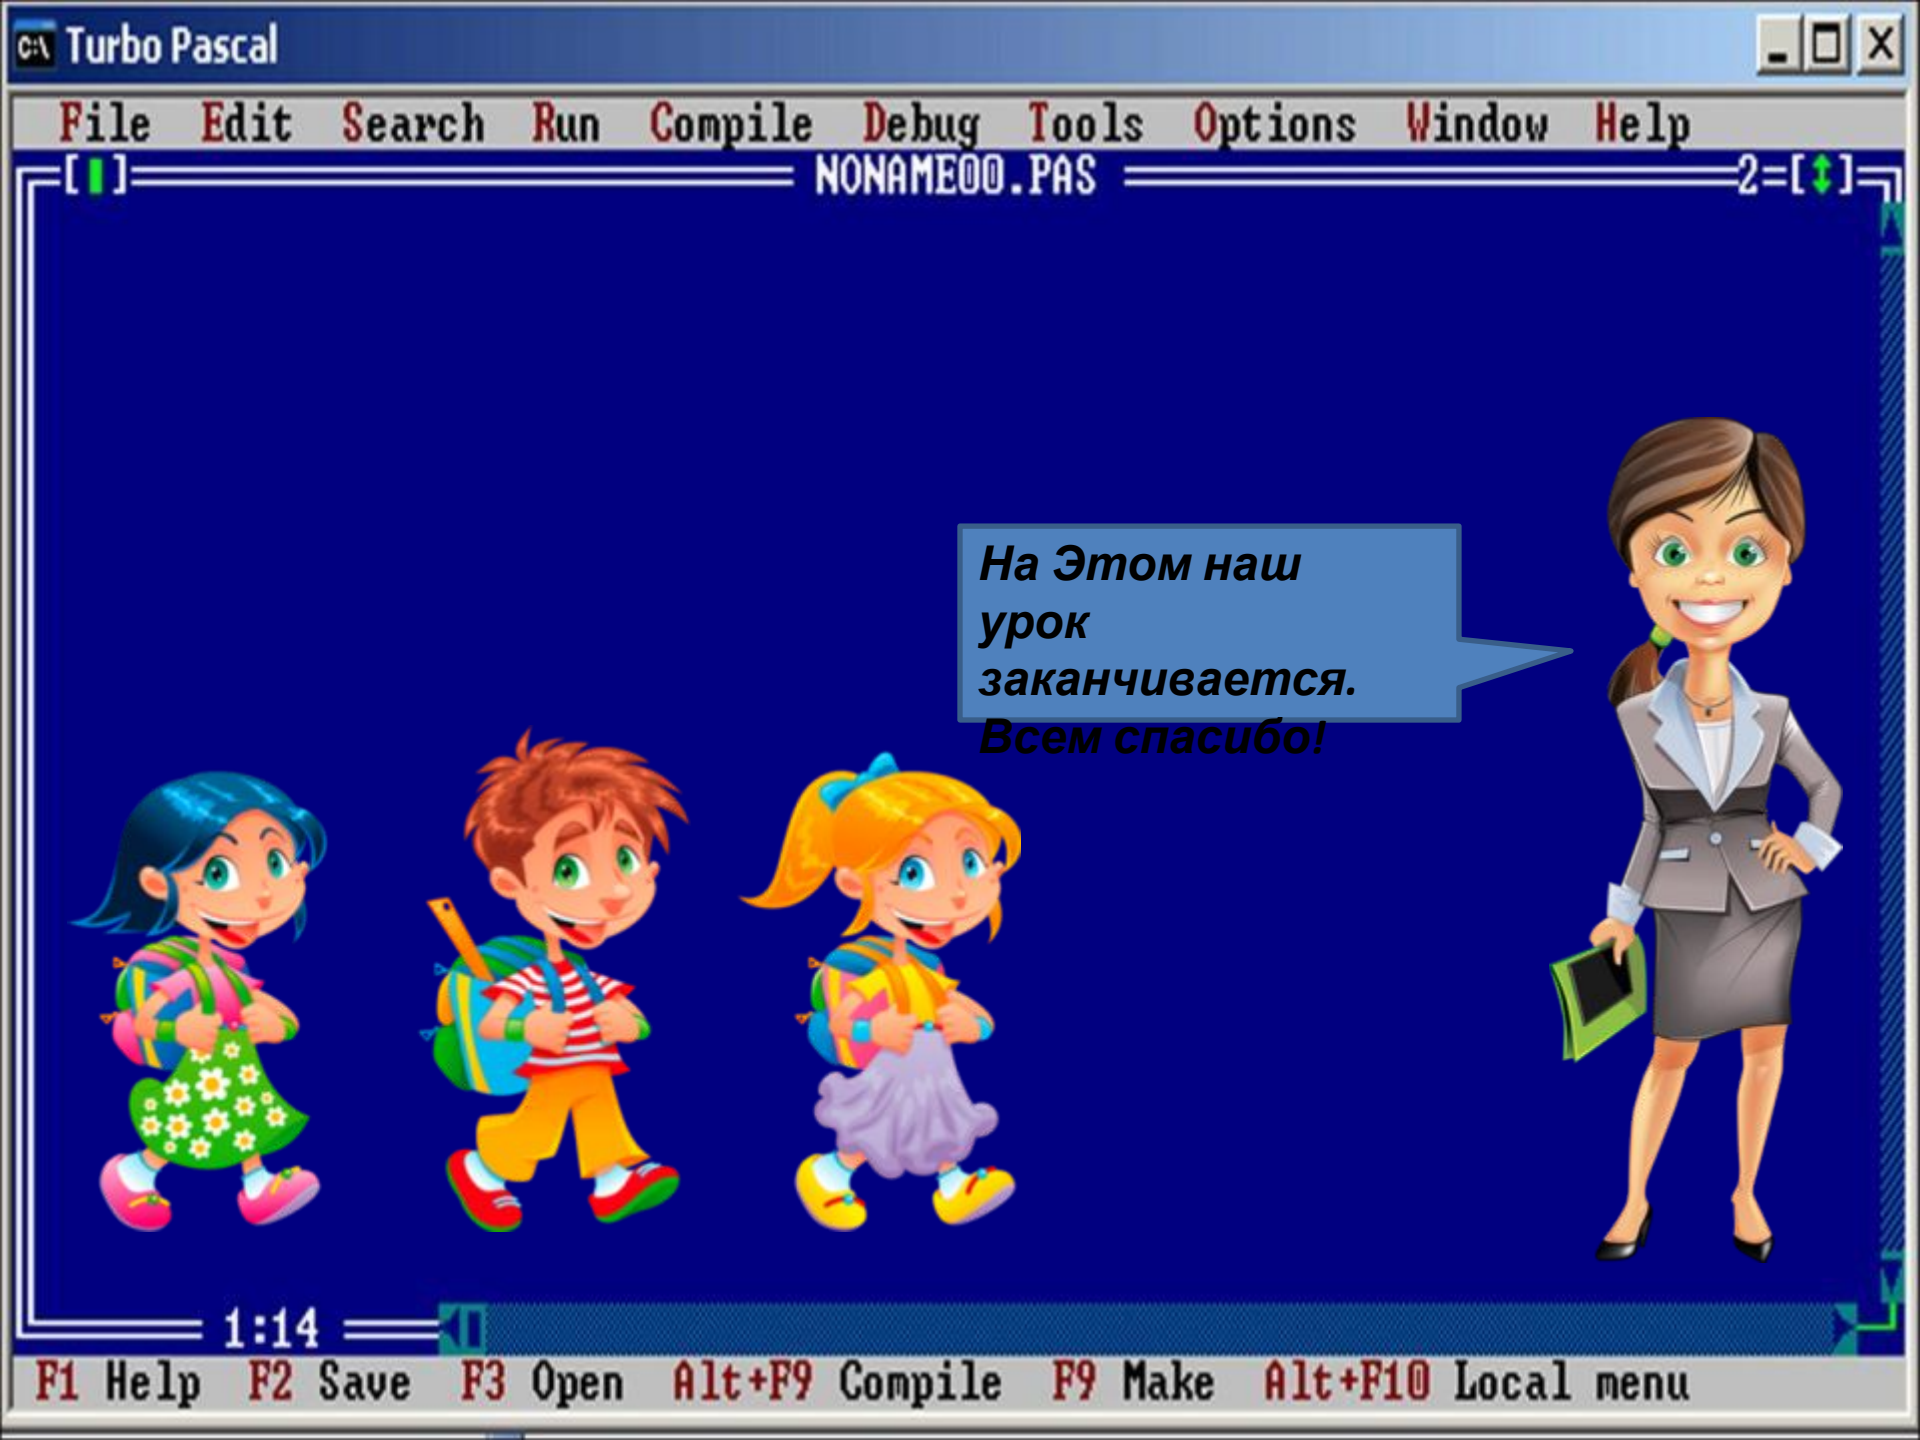 C:\ Turbo Pascal
File Edit Search Run Compile Debug Tools Options Window Help
[ ] NONAME00.PAS 2=[↕]
На Этом наш
урок
заканчивается.
Всем спасибо!
1:14
F1 Help F2 Save F3 Open Alt+F9 Compile F9 Make Alt+F10 Local menu